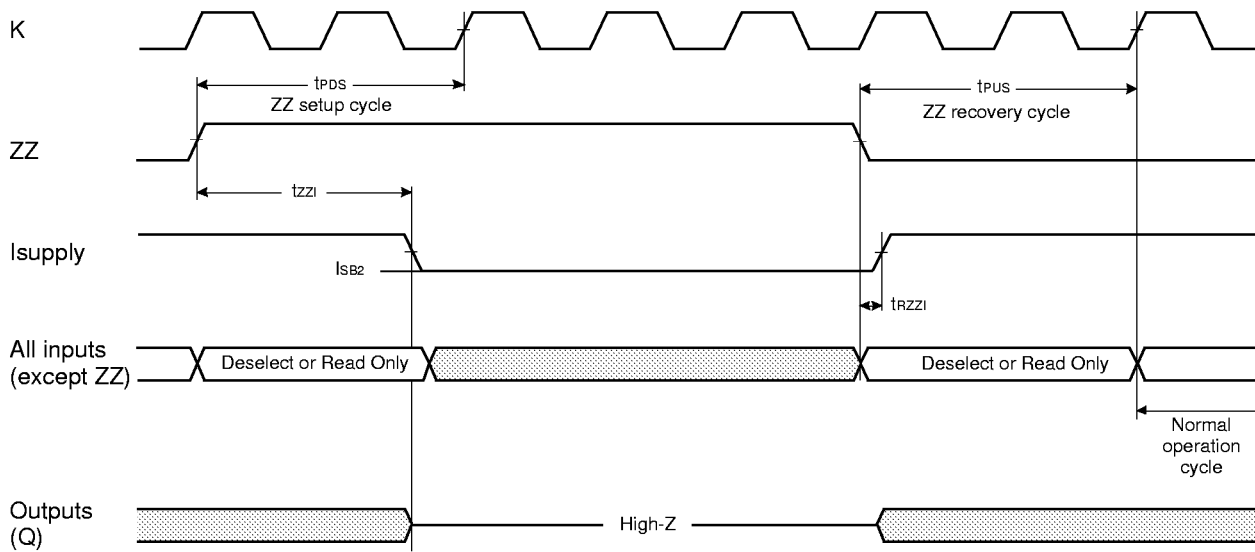 K
tPDS
ZZ setup cycle
tPUS
ZZ recovery cycle
ZZ
tZZI
Isupply
ISB2
tRZZI
All inputs
(except ZZ)
Deselect or Read Only
Deselect or Read Only
Normal
operation
cycle
Outputs
(Q)
High-Z